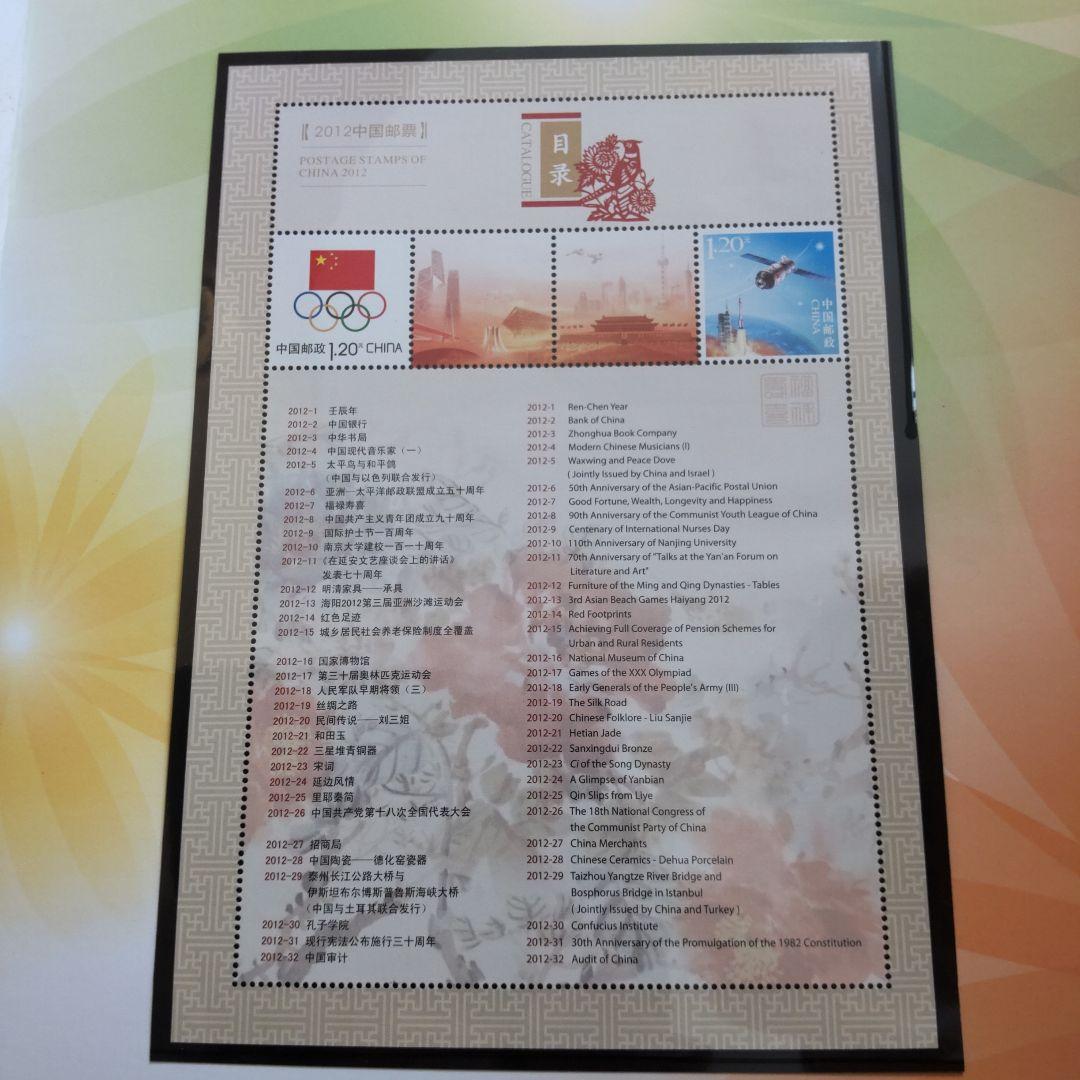 【2012中国邮票】
POSTAGE STAMPS OF
CHINA 2012
CATALOGUE
目录
中国邮政 1.20元 CHINA
1.20元
中国邮政
CHINA
2012-1 壬辰年
2012-2 中国银行
2012-3 中华书局
2012-4 中国现代音乐家（一）
2012-5 太平鸟与和平鸽
（中国与以色列联合发行）
2012-6 亚洲—太平洋邮政联盟成立五十周年
2012-7 福禄寿喜
2012-8 中国共产主义青年团成立九十周年
2012-9 国际护士节一百周年
2012-10 南京大学建校一百一十周年
2012-11 《在延安文艺座谈会上的讲话》
发表七十周年
2012-12 明清家具——承具
2012-13 海阳2012第三届亚洲沙滩运动会
2012-14 红色足迹
2012-15 城乡居民社会养老保险制度全覆盖
2012-16 国家博物馆
2012-17 第三十届奥林匹克运动会
2012-18 人民军队早期将领（三）
2012-19 丝绸之路
2012-20 民间传说——刘三姐
2012-21 和田玉
2012-22 三星堆青铜器
2012-23 宋词
2012-24 延边风情
2012-25 里耶秦简
2012-26 中国共产党第十八次全国代表大会
2012-27 招商局
2012-28 中国陶瓷——德化窑瓷器
2012-29 泰州长江公路大桥与
伊斯坦布尔博斯普鲁斯海峡大桥
（中国与土耳其联合发行）
2012-30 孔子学院
2012-31 现行宪法公布施行三十周年
2012-32 中国审计
2012-1 Ren-Chen Year
2012-2 Bank of China
2012-3 Zhonghua Book Company
2012-4 Modern Chinese Musicians (I)
2012-5 Waxwing and Peace Dove
( Jointly Issued by China and Israel )
2012-6 50th Anniversary of the Asian-Pacific Postal Union
2012-7 Good Fortune, Wealth, Longevity and Happiness
2012-8 90th Anniversary of the Communist Youth League of China
2012-9 Centenary of International Nurses Day
2012-10 110th Anniversary of Nanjing University
2012-11 70th Anniversary of "Talks at the Yan'an Forum on
Literature and Art"
2012-12 Furniture of the Ming and Qing Dynasties - Tables
2012-13 3rd Asian Beach Games Haiyang 2012
2012-14 Red Footprints
2012-15 Achieving Full Coverage of Pension Schemes for
Urban and Rural Residents
2012-16 National Museum of China
2012-17 Games of the XXX Olympiad
2012-18 Early Generals of the People's Army (III)
2012-19 The Silk Road
2012-20 Chinese Folklore - Liu Sanjie
2012-21 Hetian Jade
2012-22 Sanxingdui Bronze
2012-23 Ci of the Song Dynasty
2012-24 A Glimpse of Yanbian
2012-25 Qin Slips from Liye
2012-26 The 18th National Congress of
the Communist Party of China
2012-27 China Merchants
2012-28 Chinese Ceramics - Dehua Porcelain
2012-29 Taizhou Yangtze River Bridge and
Bosphorus Bridge in Istanbul
( Jointly Issued by China and Turkey )
2012-30 Confucius Institute
2012-31 30th Anniversary of the Promulgation of the 1982 Constitution
2012-32 Audit of China